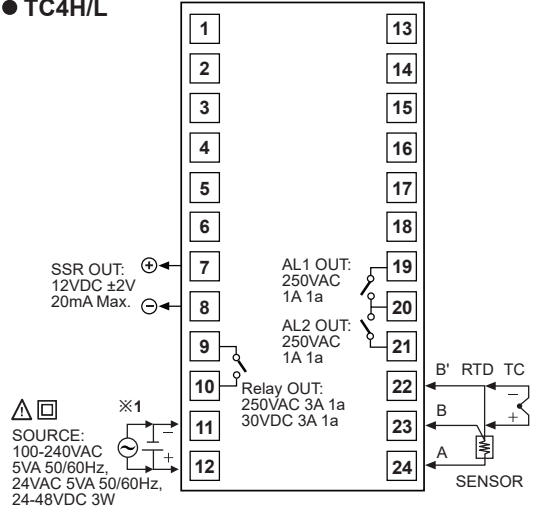 ● TC4H/L
1
2
3
4
5
6
7
8
9
10
11
12
13
14
15
16
17
18
19
20
21
22
23
24
SSR OUT:
12VDC ±2V
20mA Max.
+
−
AL1 OUT:
250VAC
1A 1a
AL2 OUT:
250VAC
1A 1a
Relay OUT:
250VAC 3A 1a
30VDC 3A 1a
※1
−
+
SOURCE:
100-240VAC
5VA 50/60Hz,
24VAC 5VA 50/60Hz,
24-48VDC 3W
B' RTD TC
−
+
B
A
SENSOR